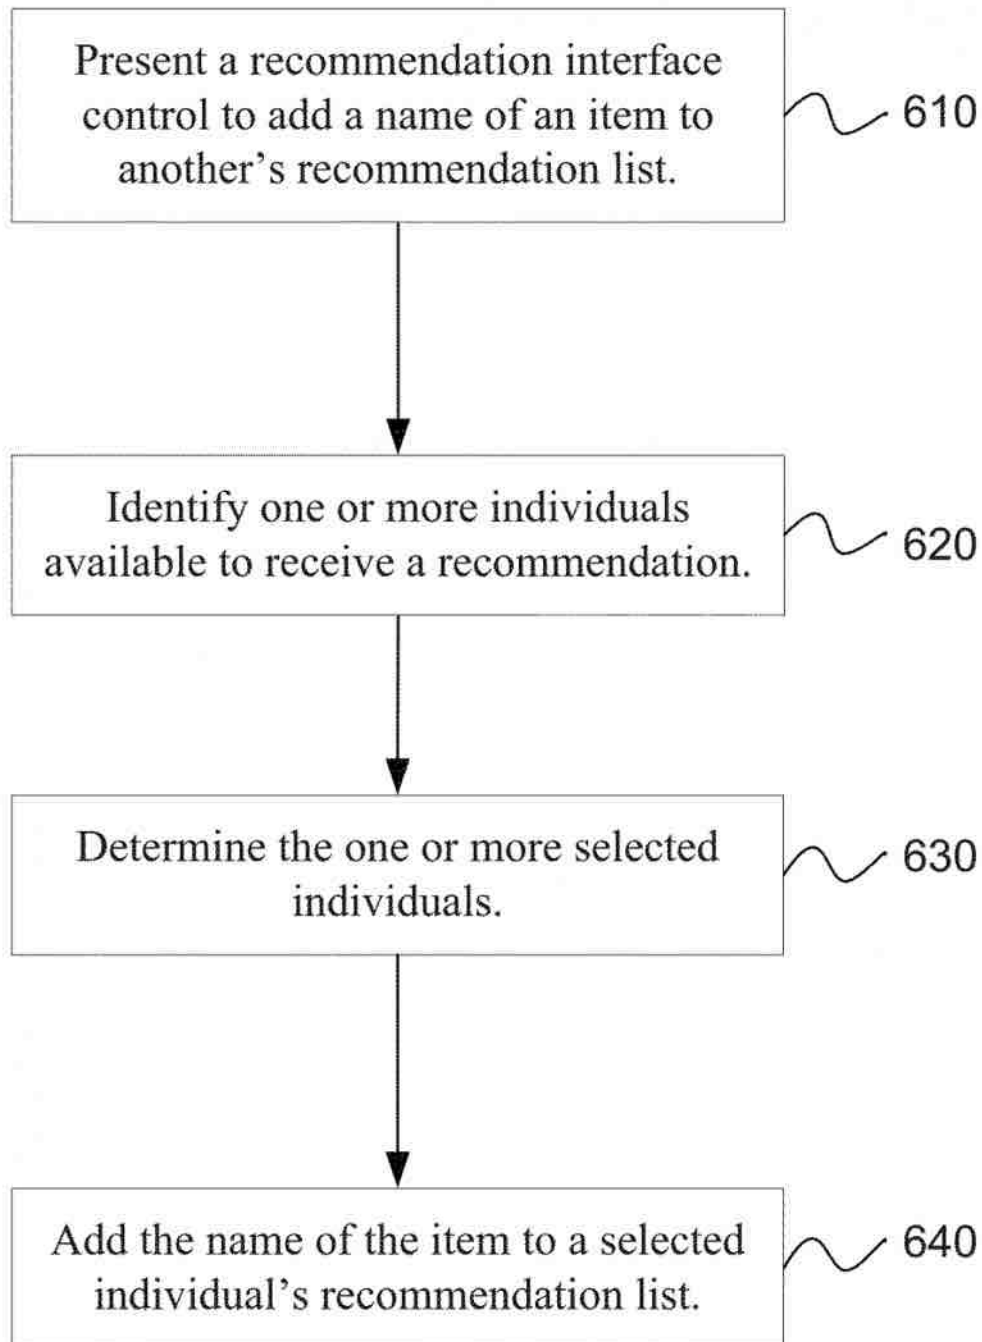 Present a recommendation interface
control to add a name of an item to
another's recommendation list.
610
Identify one or more individuals
available to receive a recommendation.
620
Determine the one or more selected
individuals.
630
Add the name of the item to a selected
individual's recommendation list.
640